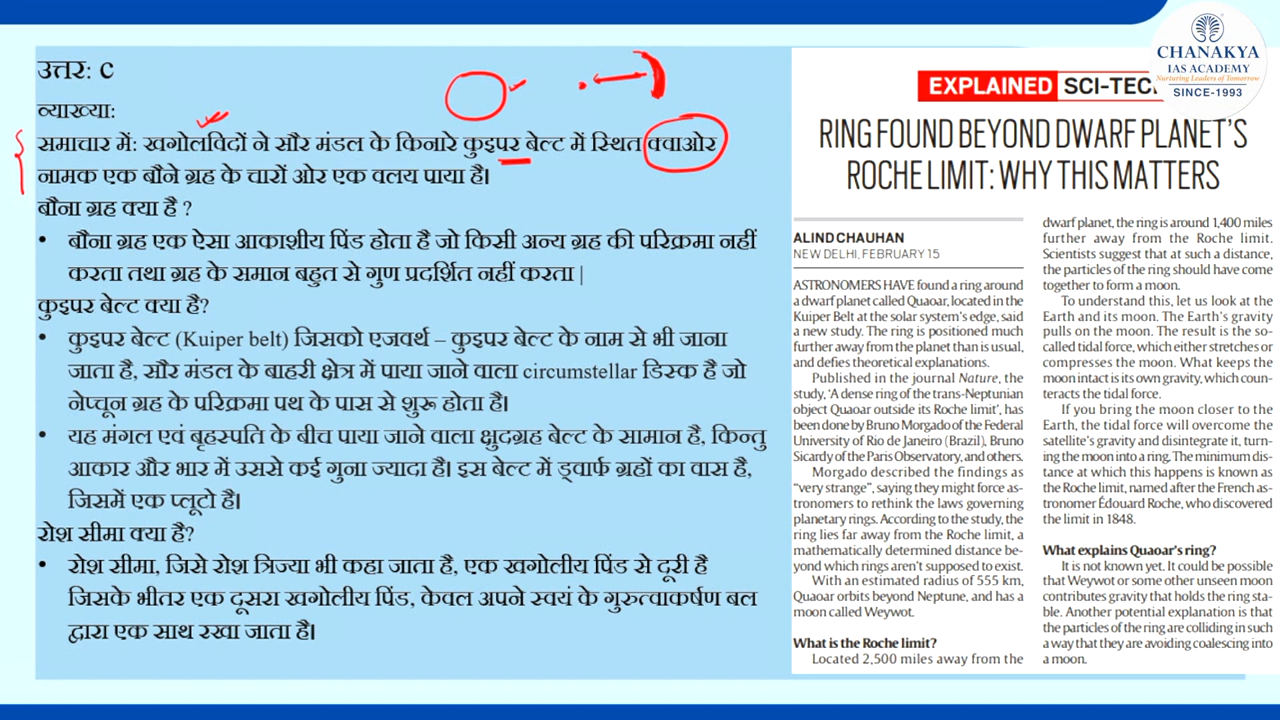 उत्तर: C
व्याख्या:
समाचार में: खगोलविदों ने सौर मंडल के किनारे कुइपर बेल्ट में स्थित क्वाओर
नामक एक बौने ग्रह के चारों ओर एक वलय पाया है।
बौना ग्रह क्या है ?
• बौना ग्रह एक ऐसा आकाशीय पिंड होता है जो किसी अन्य ग्रह की परिक्रमा नहीं
करता तथा ग्रह के समान बहुत से गुण प्रदर्शित नहीं करता |
कुइपर बेल्ट क्या है?
• कुइपर बेल्ट (Kuiper belt) जिसको एजवर्थ – कुइपर बेल्ट के नाम से भी जाना
जाता है, सौर मंडल के बाहरी क्षेत्र में पाया जाने वाला circumstellar डिस्क है जो
नेप्चून ग्रह के परिक्रमा पथ के पास से शुरू होता है।
• यह मंगल एवं बृहस्पति के बीच पाया जाने वाला क्षुदग्रह बेल्ट के सामान है, किन्तु
आकार और भार में उससे कई गुना ज्यादा है। इस बेल्ट में ड्वार्फ ग्रहों का वास है,
जिसमें एक प्लूटो है।
रोश सीमा क्या है?
• रोश सीमा, जिसे रोश त्रिज्या भी कहा जाता है, एक खगोलीय पिंड से दूरी है
जिसके भीतर एक दूसरा खगोलीय पिंड, केवल अपने स्वयं के गुरुत्वाकर्षण बल
द्वारा एक साथ रखा जाता है।
CHANAKYA
IAS ACADEMY
Nurturing Leaders of Tomorrow
SINCE-1993
EXPLAINED SCI-TEC
RING FOUND BEYOND DWARF PLANET'S
ROCHE LIMIT: WHY THIS MATTERS
ALIND CHAUHAN
NEW DELHI, FEBRUARY 15
ASTRONOMERS HAVE found a ring around
a dwarf planet called Quaoar, located in the
Kuiper Belt at the solar system's edge, said
a new study. The ring is positioned much
further away from the planet than is usual,
and defies theoretical explanations.
Published in the journal Nature, the
study, 'A dense ring of the trans-Neptunian
object Quaoar outside its Roche limit', has
been done by Bruno Morgado of the Federal
University of Rio de Janeiro (Brazil), Bruno
Sicardy of the Paris Observatory, and others.
Morgado described the findings as
"very strange", saying they might force as-
tronomers to rethink the laws governing
planetary rings. According to the study, the
ring lies far away from the Roche limit, a
mathematically determined distance be-
yond which rings aren't supposed to exist.
With an estimated radius of 555 km,
Quaoar orbits beyond Neptune, and has a
moon called Weywot.
What is the Roche limit?
Located 2,500 miles away from the
dwarf planet, the ring is around 1,400 miles
further away from the Roche limit.
Scientists suggest that at such a distance,
the particles of the ring should have come
together to form a moon.
To understand this, let us look at the
Earth and its moon. The Earth's gravity
pulls on the moon. The result is the so-
called tidal force, which either stretches or
compresses the moon. What keeps the
moon intact is its own gravity, which coun-
teracts the tidal force.
If you bring the moon closer to the
Earth, the tidal force will overcome the
satellite's gravity and disintegrate it, turn-
ing the moon into a ring. The minimum dis-
tance at which this happens is known as
the Roche limit, named after the French as-
tronomer Édouard Roche, who discovered
the limit in 1848.
What explains Quaoar's ring?
It is not known yet. It could be possible
that Weywot or some other unseen moon
contributes gravity that holds the ring sta-
ble. Another potential explanation is that
the particles of the ring are colliding in such
a way that they are avoiding coalescing into
a moon.